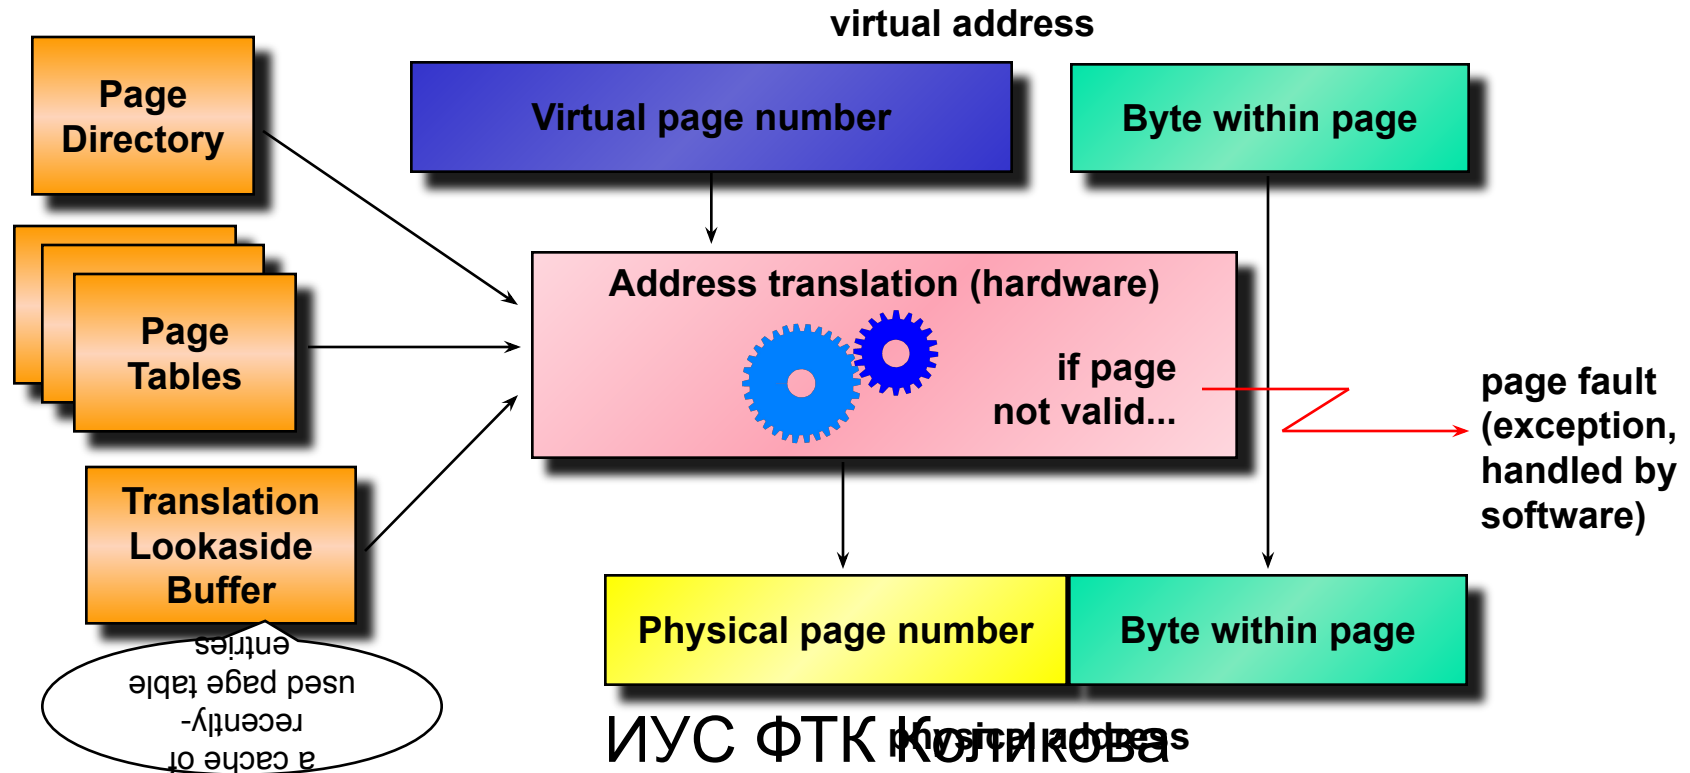 virtual address
Page
Directory
Virtual page number
Byte within page
Address translation (hardware)
Page
Tables
if page
not valid...
page fault
(exception,
handled by
software)
Translation
Lookaside
Buffer
Physical page number
Byte within page
a cache of
recently-
used page table
entries
physical address
ИУС ФТК Коликова